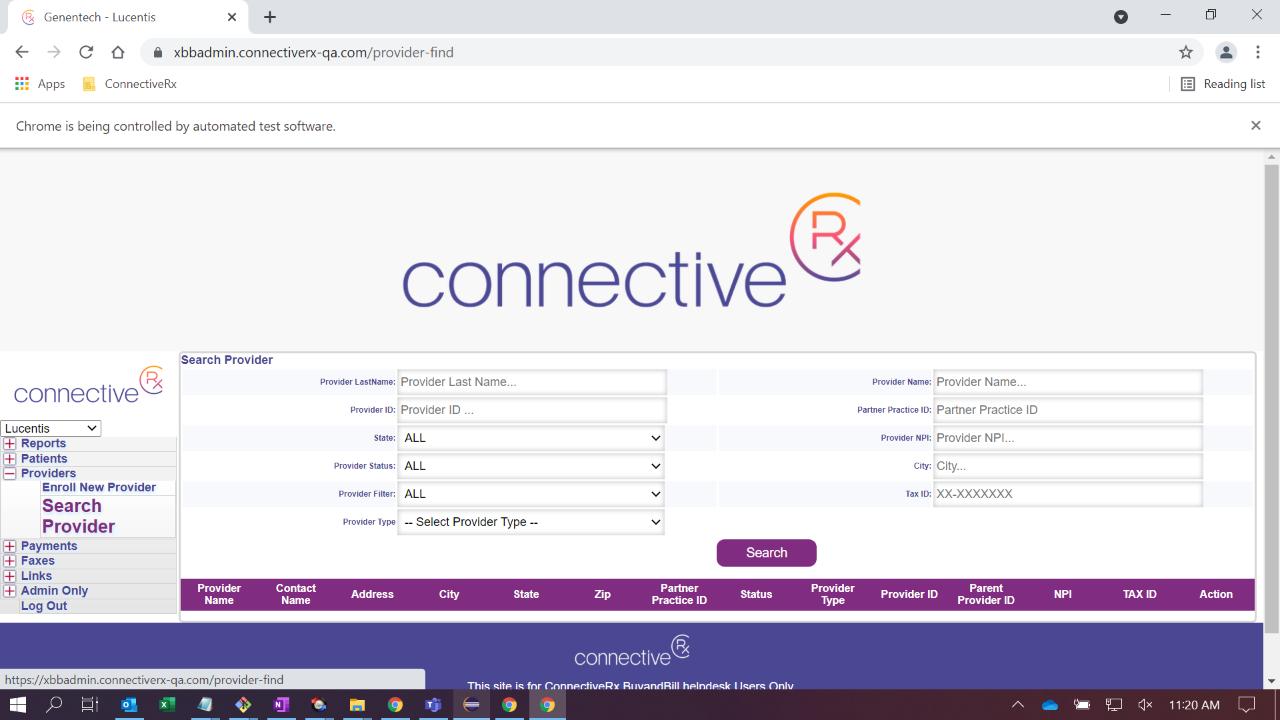 Genentech - Lucentis
xbbadmin.connectiverx-qa.com/provider-find
Apps
ConnectiveRx
Reading list
Chrome is being controlled by automated test software.
connective Rx
connective Rx
Lucentis
Reports
Patients
Providers
Enroll New Provider
Search
Provider
Payments
Faxes
Links
Admin Only
Log Out
Search Provider
Provider LastName: Provider Last Name...
Provider Name: Provider Name...
Provider ID: Provider ID ...
Partner Practice ID: Partner Practice ID
State: ALL
Provider NPI: Provider NPI...
Provider Status: ALL
City: City...
Provider Filter: ALL
Tax ID: XX-XXXXXXX
Provider Type -- Select Provider Type --
Search
Provider Name
Contact Name
Address
City
State
Zip
Partner Practice ID
Status
Provider Type
Provider ID
Parent Provider ID
NPI
TAX ID
Action
connective Rx
This site is for ConnectiveRx BuyandBill helpdesk Users Only
https://xbbadmin.connectiverx-qa.com/provider-find
11:20 AM